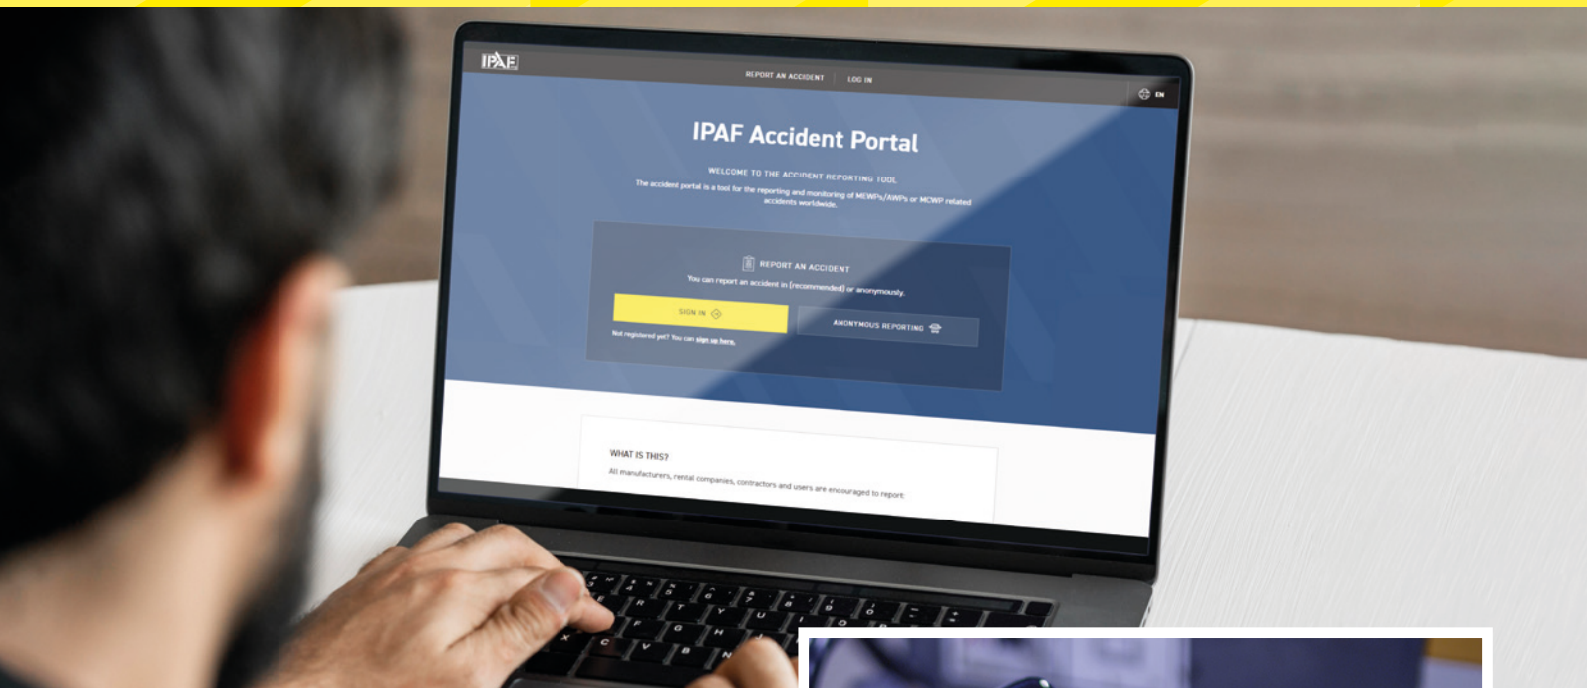 IPAF
REPORT AN ACCIDENT
LOG IN
EN
IPAF Accident Portal
WELCOME TO THE ACCIDENT REPORTING TOOL
The accident portal is a tool for the reporting and monitoring of MEWPs/AWPs or MCWP related
accidents worldwide.
REPORT AN ACCIDENT
You can report an accident in (recommended) or anonymously.
SIGN IN
ANONYMOUS REPORTING
Not registered yet? You can sign up here.
WHAT IS THIS?
All manufacturers, rental companies, contractors and users are encouraged to report: